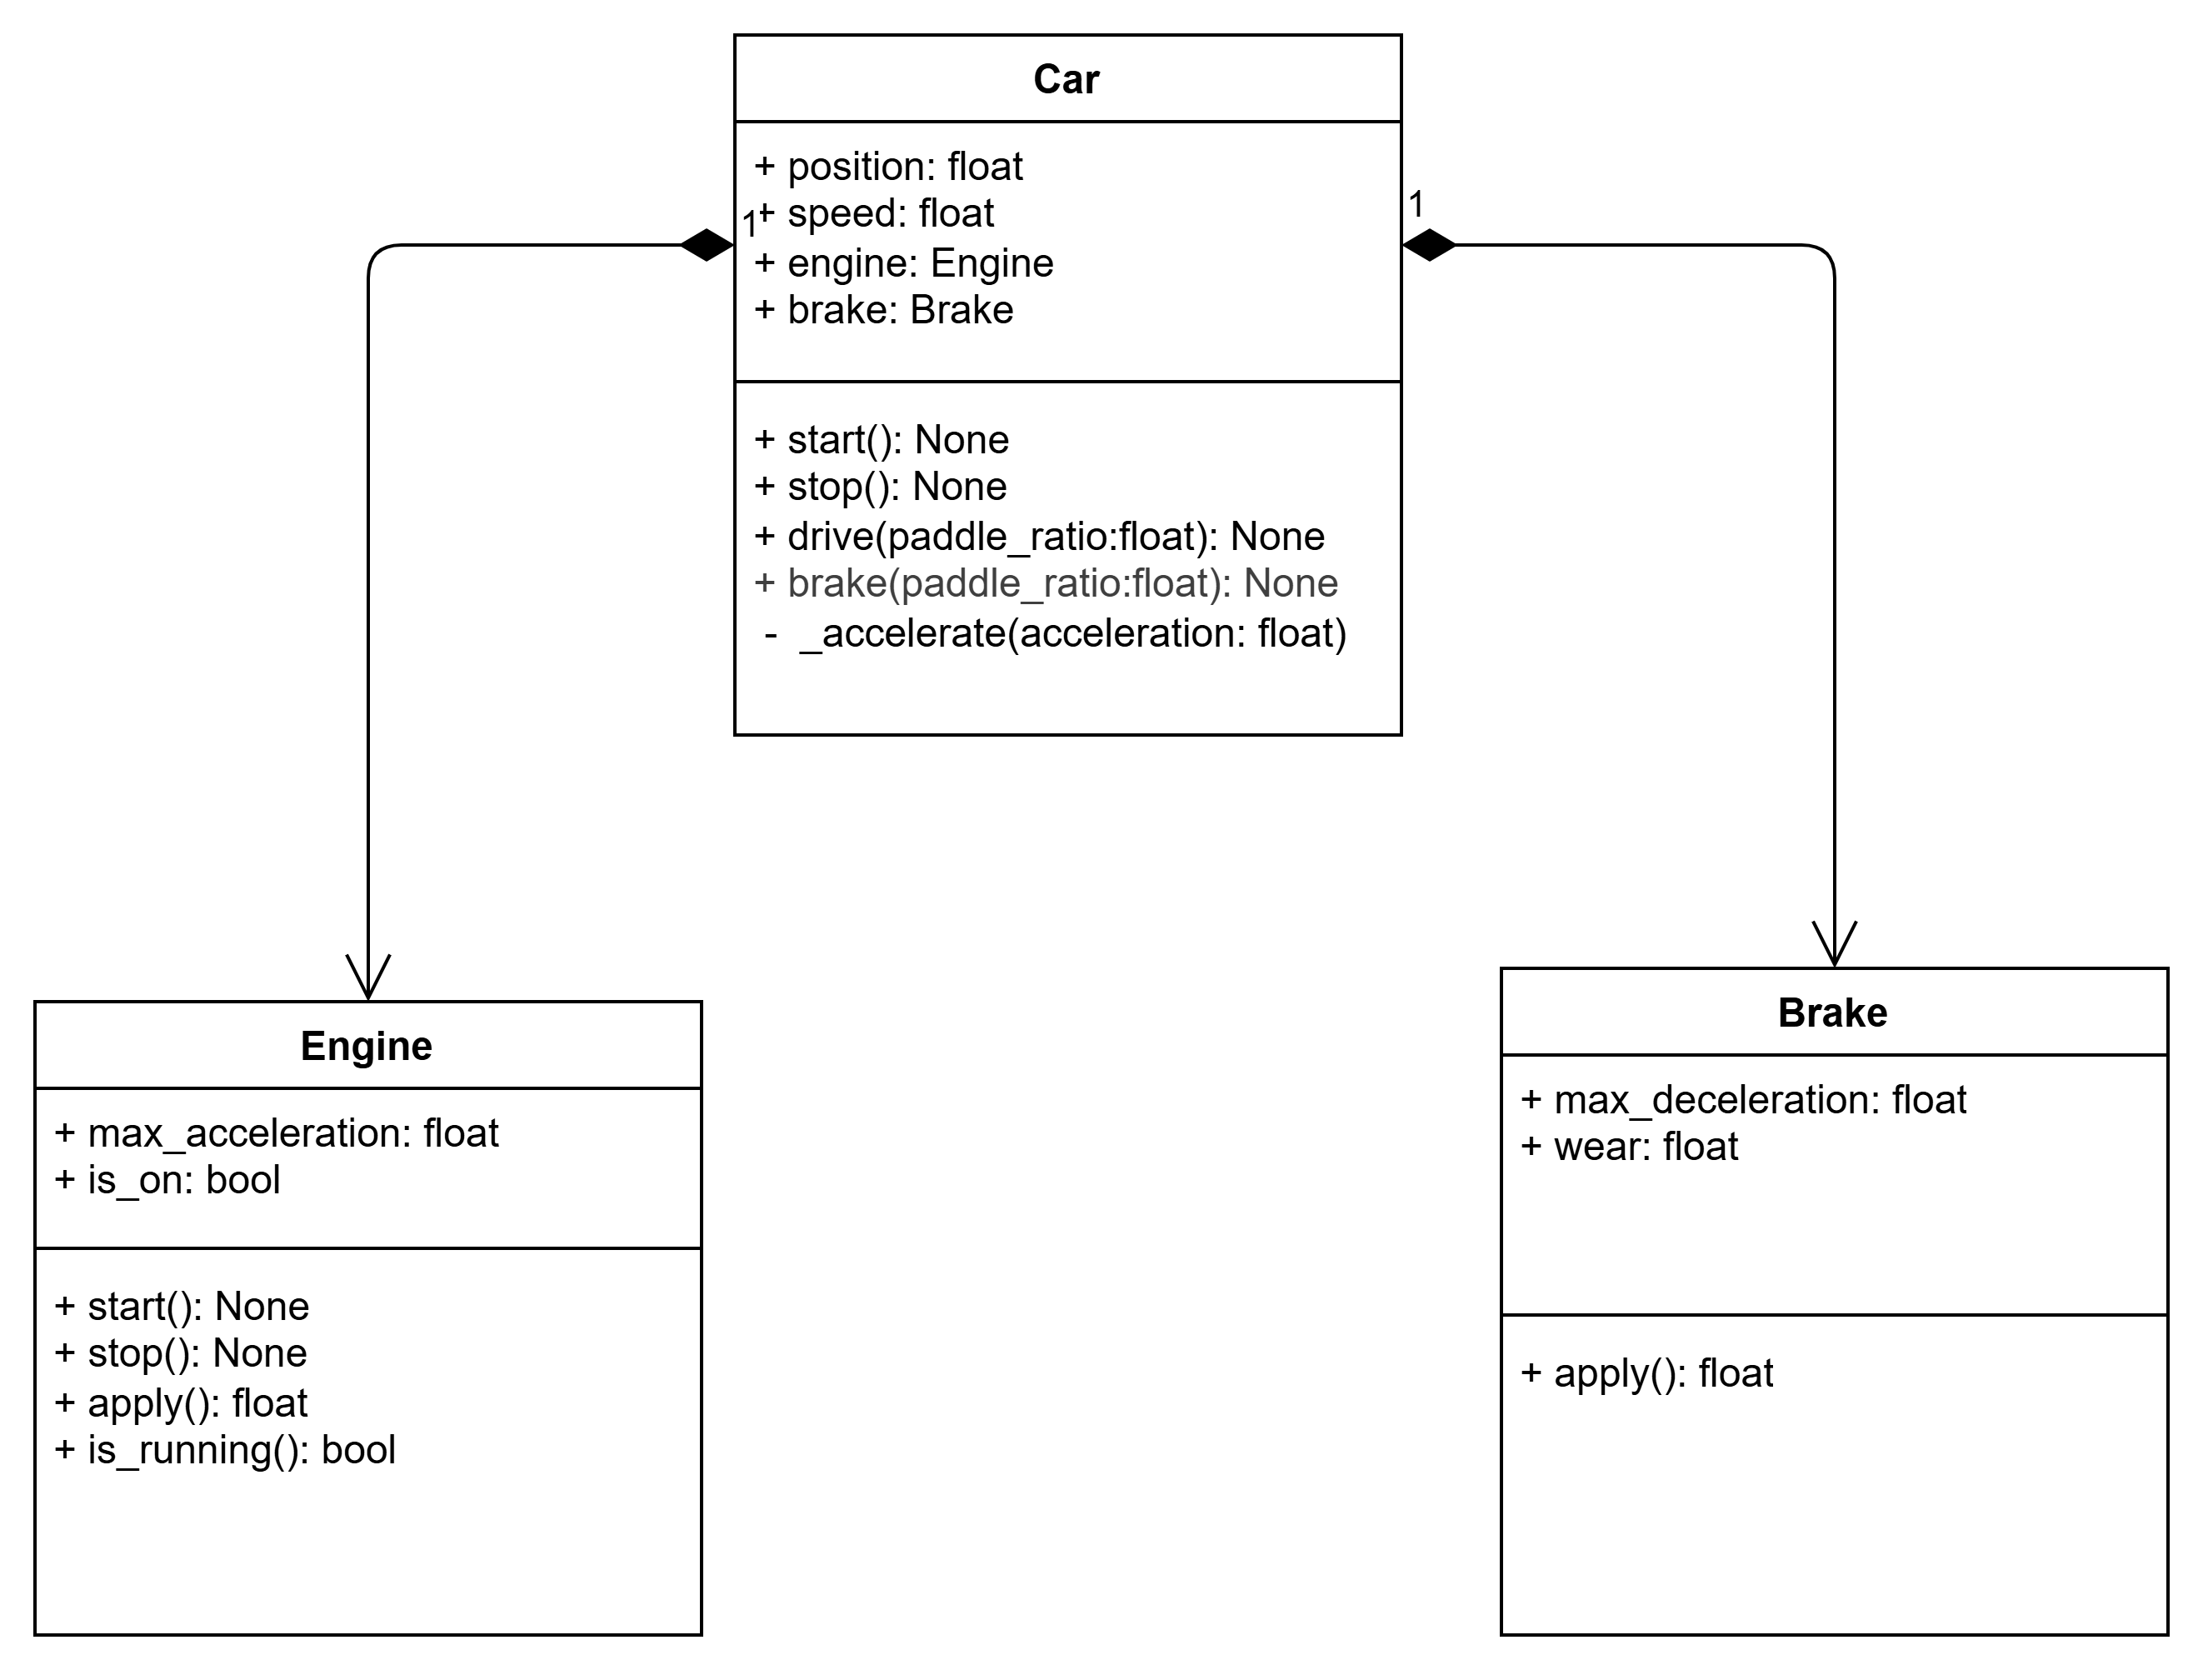 Car
+ position: float
1
+ speed: float
1
+ engine: Engine
+ brake: Brake
+ start(): None
+ stop(): None
+ drive(paddle_ratio:float): None
+ brake(paddle_ratio:float): None
- _accelerate(acceleration: float)
Engine
+ max_acceleration: float
+ is_on: bool
+ start(): None
+ stop(): None
+ apply(): float
+ is_running(): bool
Brake
+ max_deceleration: float
+ wear: float
+ apply(): float